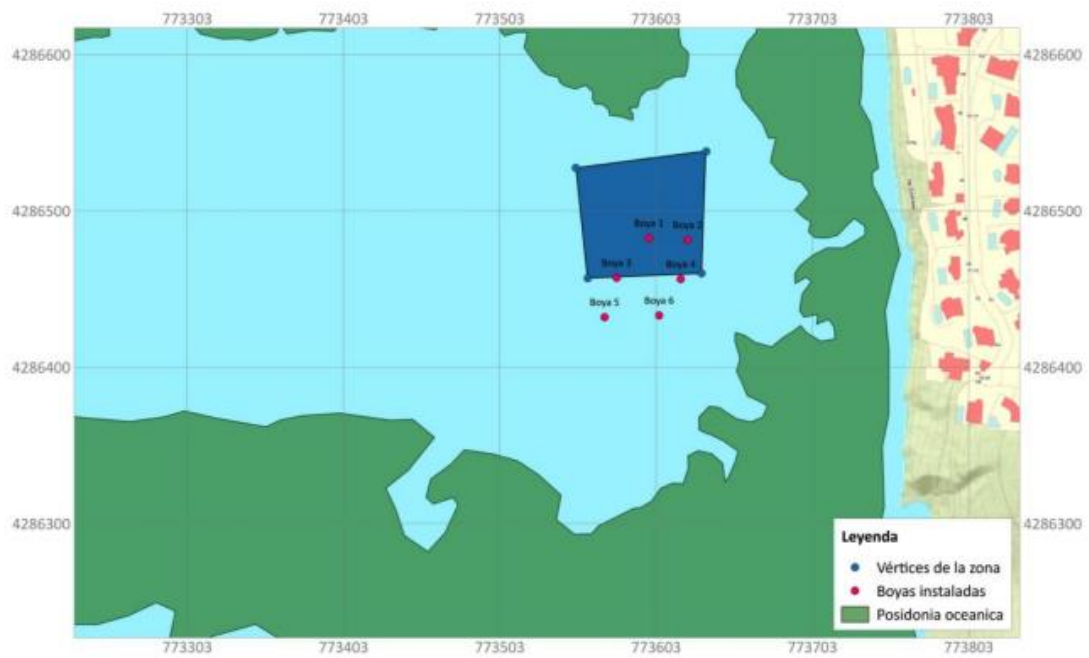 773303 773403 773503 773603 773703 773803
4286600 4286600
4286500 4286500
Boya 1 Boya 2
Boya 3 Boya 4
Boya 5 Boya 6
4286400 4286400
4286300 4286300
Leyenda
Vértices de la zona
Boyas instaladas
Posidonia oceanica
773303 773403 773503 773603 773703 773803